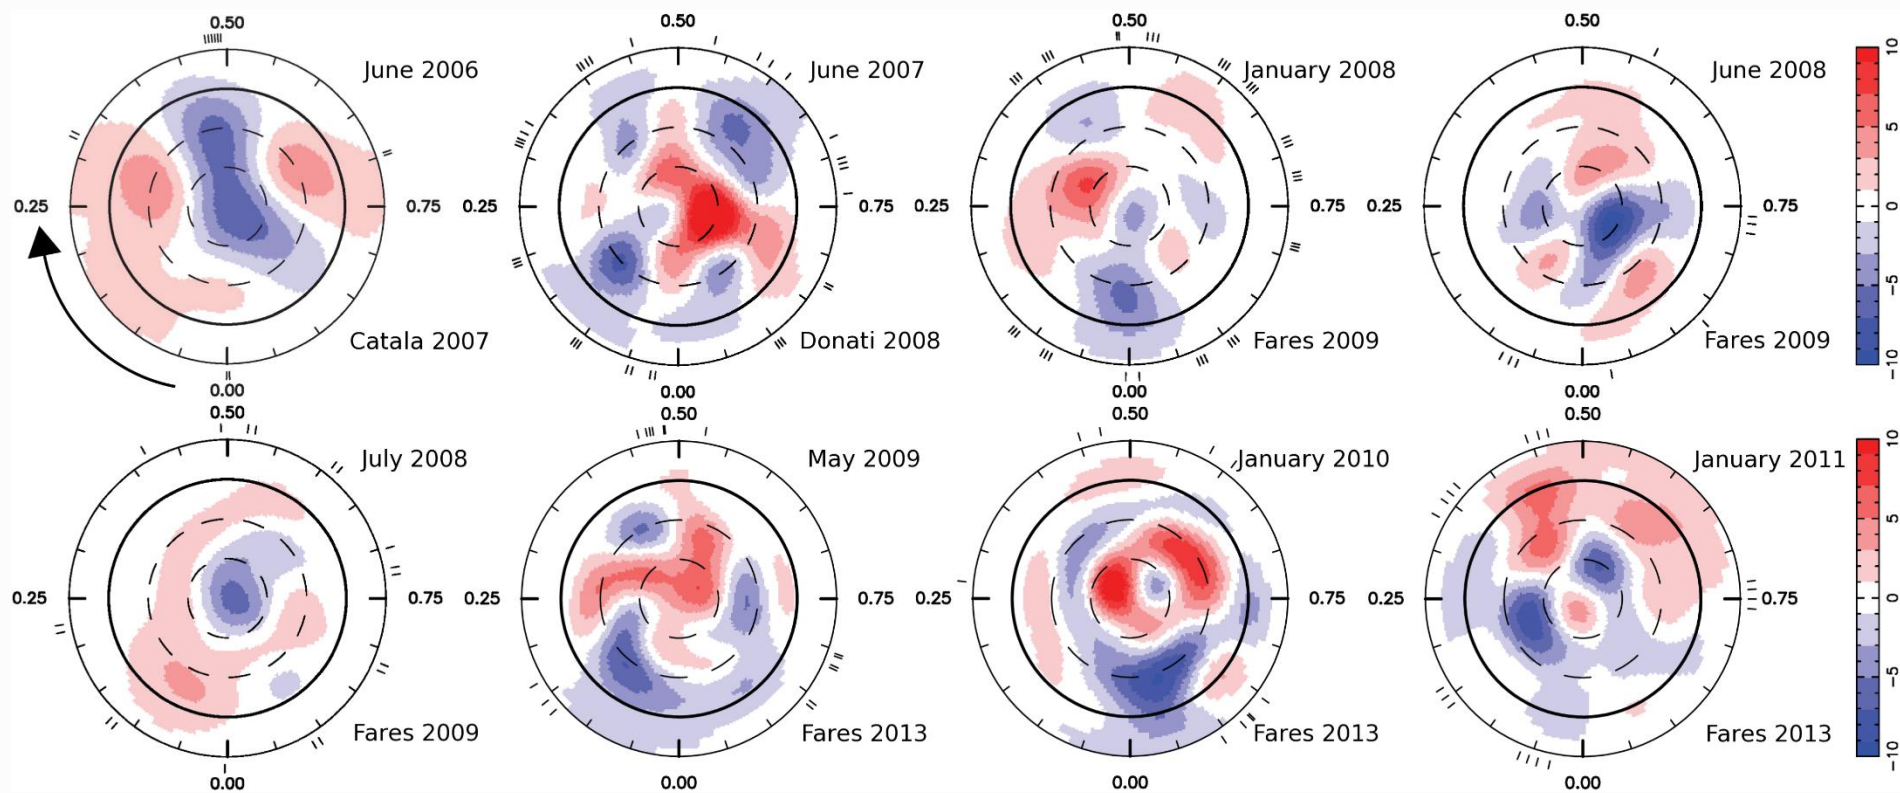 0.50 0.50 0.50 0.50
June 2006 June 2007 January 2008 June 2008
0.25 0.75 0.25 0.75 0.25 0.75 0.25 0.75
Catala 2007 Donati 2008 Fares 2009 Fares 2009
0.00 0.00 0.00 0.00
10 5 0 −5 −10
0.50 0.50 0.50 0.50
July 2008 May 2009 January 2010 January 2011
0.25 0.75 0.25 0.75 0.25 0.75 0.25 0.75
Fares 2009 Fares 2013 Fares 2013 Fares 2013
0.00 0.00 0.00 0.00
10 5 0 −5 −10